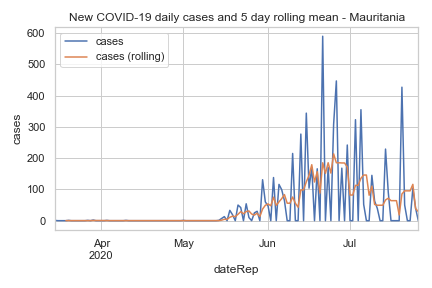 New COVID-19 daily cases and 5 day rolling mean - Mauritania
cases
cases (rolling)
600
500
400
300
200
100
0
cases
Apr
2020
May
Jun
Jul
dateRep